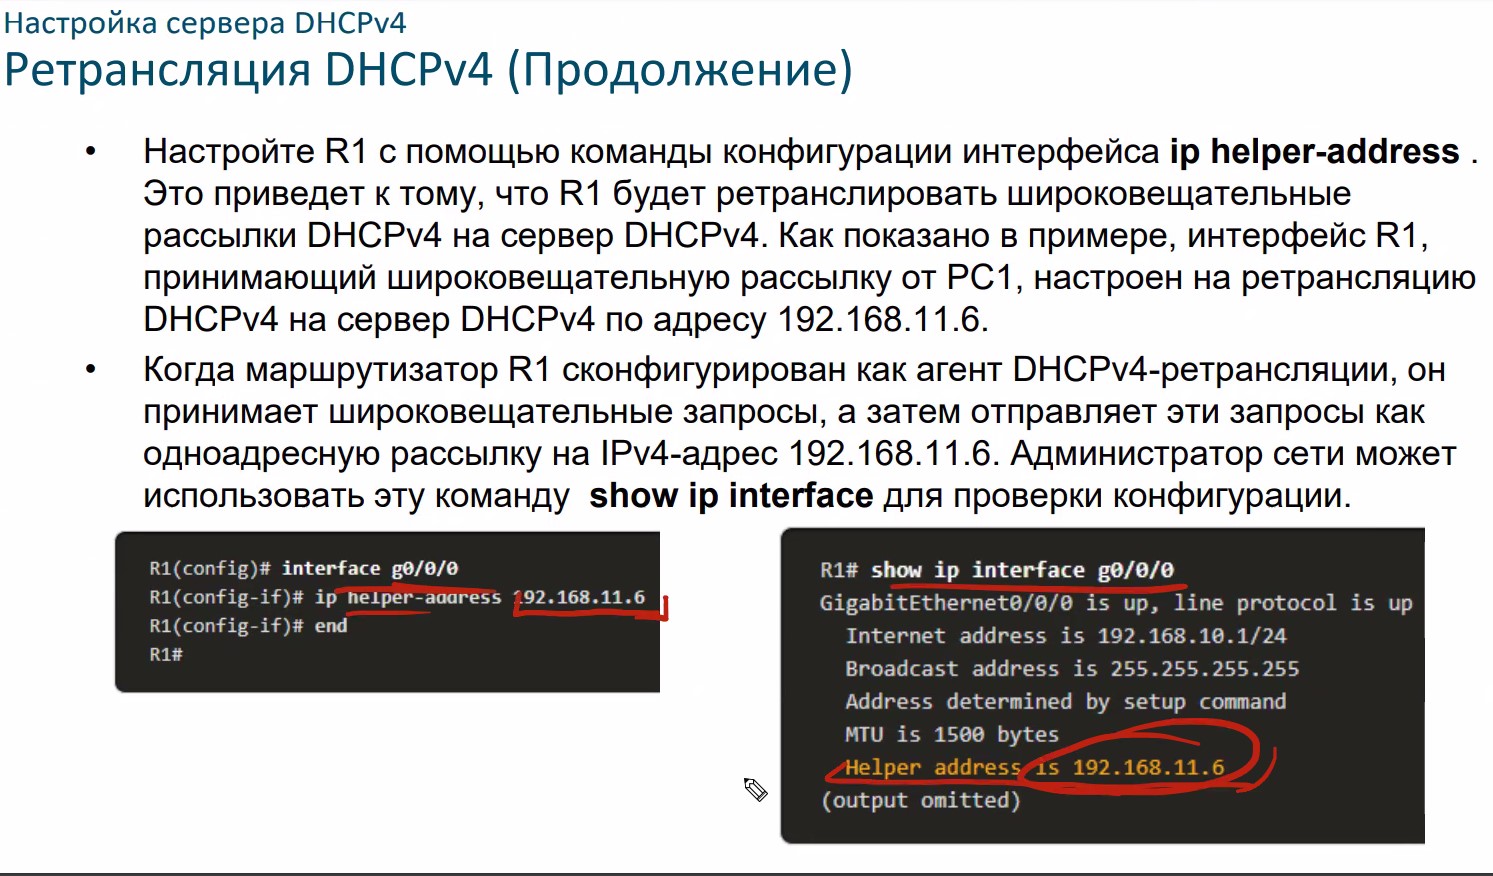 Настройка сервера DHCPv4
Ретрансляция DHCPv4 (Продолжение)
• Настройте R1 с помощью команды конфигурации интерфейса ip helper-address .
Это приведет к тому, что R1 будет ретранслировать широковещательные
рассылки DHCPv4 на сервер DHCPv4. Как показано в примере, интерфейс R1,
принимающий широковещательную рассылку от PC1, настроен на ретрансляцию
DHCPv4 на сервер DHCPv4 по адресу 192.168.11.6.
• Когда маршрутизатор R1 сконфигурирован как агент DHCPv4-ретрансляции, он
принимает широковещательные запросы, а затем отправляет эти запросы как
одноадресную рассылку на IPv4-адрес 192.168.11.6. Администратор сети может
использовать эту команду show ip interface для проверки конфигурации.
R1(config)# interface g0/0/0
R1(config-if)# ip helper-address 192.168.11.6
R1(config-if)# end
R1#
R1# show ip interface g0/0/0
GigabitEthernet0/0/0 is up, line protocol is up
Internet address is 192.168.10.1/24
Broadcast address is 255.255.255.255
Address determined by setup command
MTU is 1500 bytes
Helper address is 192.168.11.6
(output omitted)